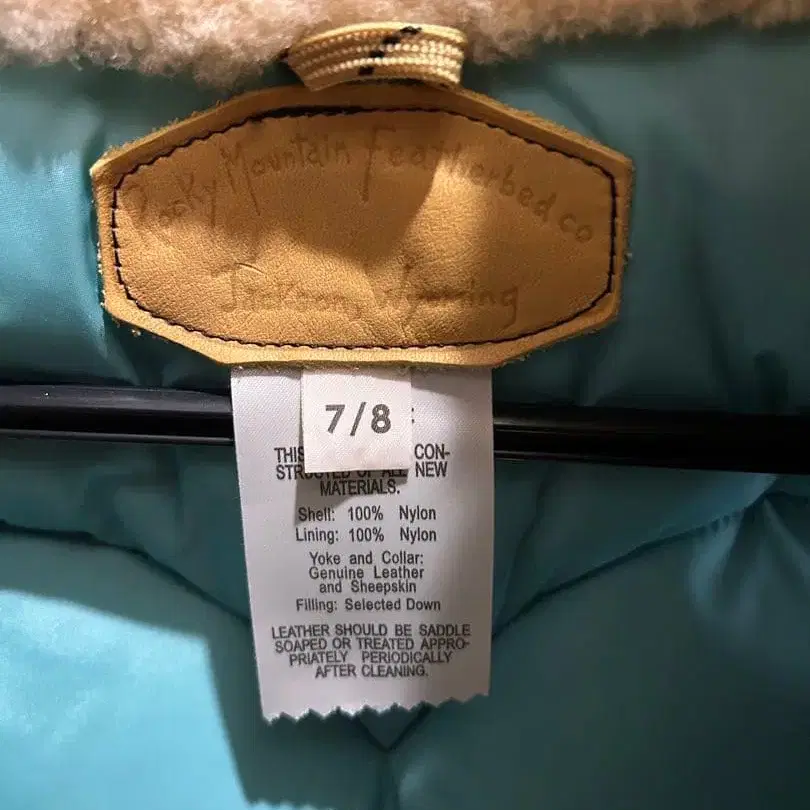 Rocky Mountain Featherbed co
Jackson, Wyoming
7/8
THIS CON-
STRUCTED OF ALL NEW
MATERIALS.
Shell: 100% Nylon
Lining: 100% Nylon
Yoke and Collar:
Genuine Leather
and Sheepskin
Filling: Selected Down
LEATHER SHOULD BE SADDLE
SOAPED OR TREATED APPRO-
PRIATELY PERIODICALLY
AFTER CLEANING.